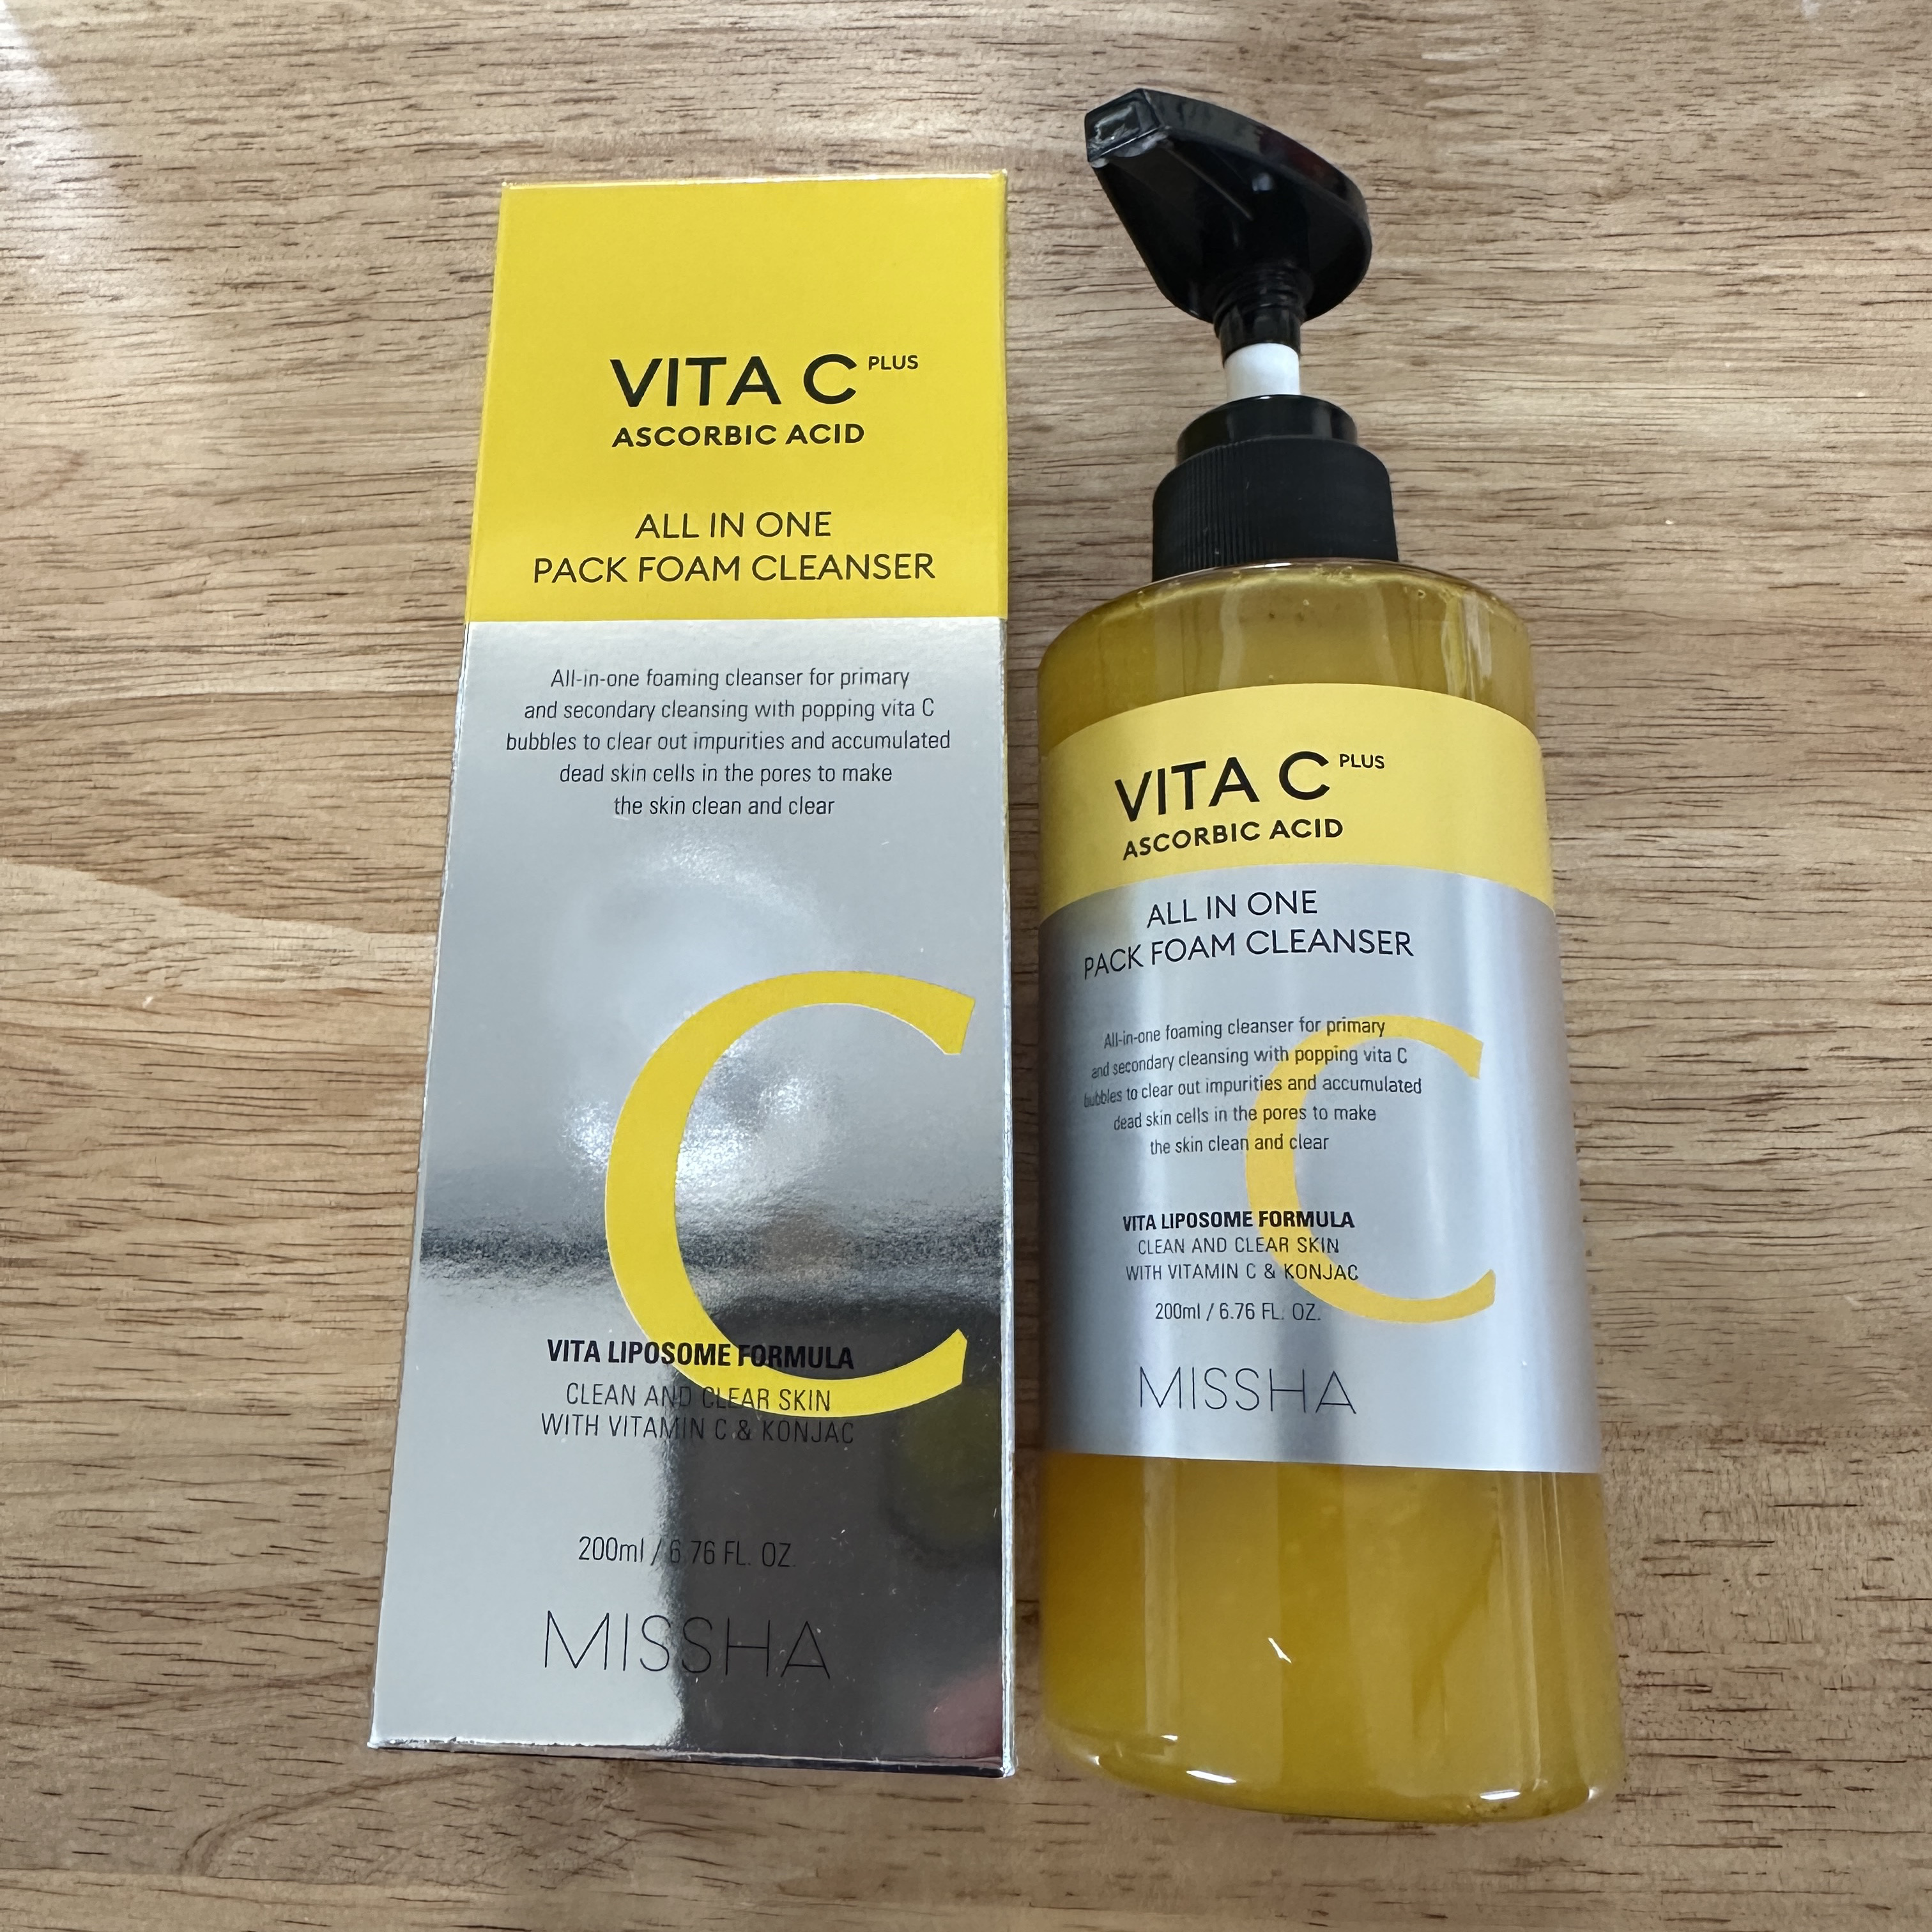 VITA C PLUS
ASCORBIC ACID
ALL IN ONE
PACK FOAM CLEANSER
All-in-one foaming cleanser for primary
and secondary cleansing with popping vita C
bubbles to clear out impurities and accumulated
dead skin cells in the pores to make
the skin clean and clear
C
VITA LIPOSOME FORMULA
CLEAN AND CLEAR SKIN
WITH VITAMIN C & KONJAC
200ml / 6.76 FL. OZ.
MISSHA
VITA C PLUS
ASCORBIC ACID
ALL IN ONE
PACK FOAM CLEANSER
All-in-one foaming cleanser for primary
and secondary cleansing with popping vita C
bubbles to clear out impurities and accumulated
dead skin cells in the pores to make
the skin clean and clear
C
VITA LIPOSOME FORMULA
CLEAN AND CLEAR SKIN
WITH VITAMIN C & KONJAC
200ml / 6.76 FL. OZ.
MISSHA